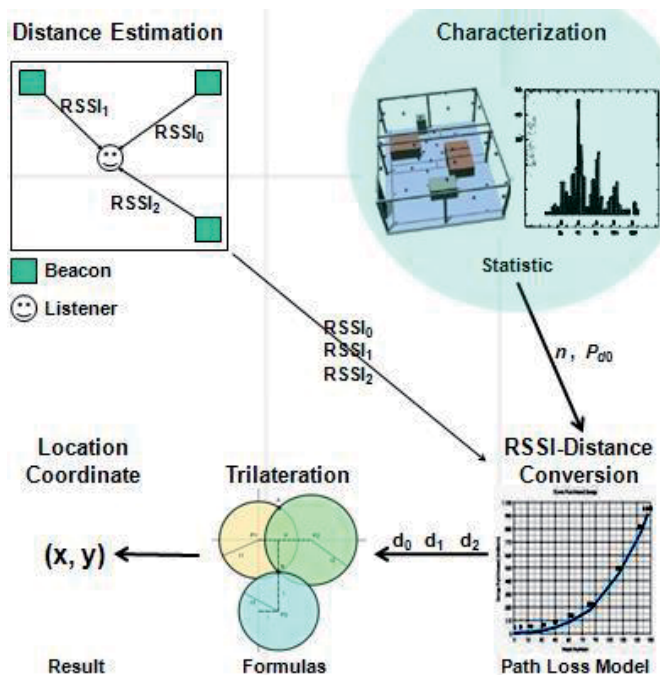 Distance Estimation
Characterization
RSSI₁
RSSI₀
RSSI₂
Beacon
Listener
Statistic
RSSI₀
RSSI₁
RSSI₂
n, P_d0
Location
Coordinate
Trilateration
RSSI-Distance
Conversion
(x, y)
d₀ d₁ d₂
Result
Formulas
Path Loss Model